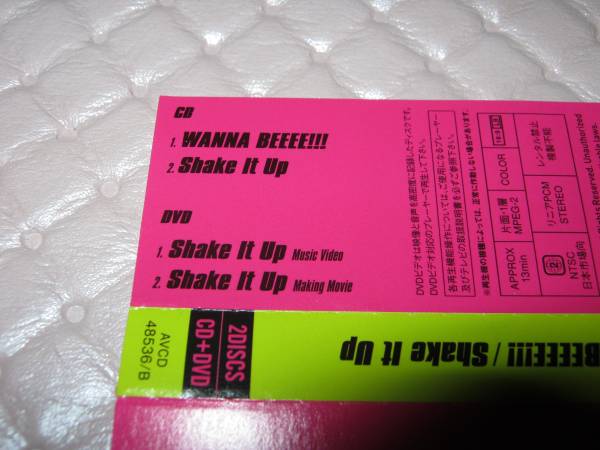 CD
1. WANNA BEEEE!!!
2. Shake It Up
DVD
1. Shake It Up Music Video
2. Shake It Up Making Movie
DVDビデオは映像と音声を高密度に記録したディスクです。
DVDビデオ対応のプレーヤーで再生して下さい。
各再生機能操作については、ご使用になるプレーヤー
及びテレビの取扱説明書を必ずご参照下さい。
※再生機の機種によっては、正常に動作しない場合があります。
16:9 LB
COLOR
片面・1層
MPEG-2
APPROX
13min
レンタル禁止
複製不能
リニアPCM
STEREO
2
NTSC
日本市場向
Rights Reserved. Unauthorized
laws.
2DISCS
CD+DVD
AVCD
48536/B
BEEEE!!! / Shake It Up